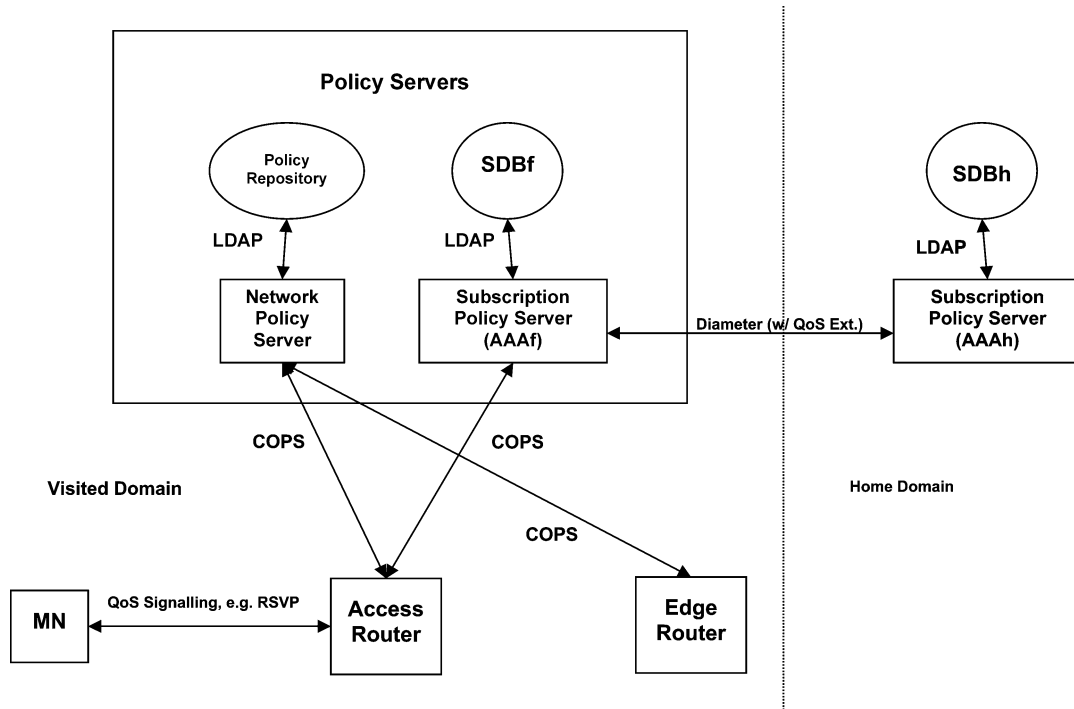 Policy Servers
Policy
Repository
SDBf
SDBh
LDAP
LDAP
LDAP
Network
Policy
Server
Subscription
Policy Server
(AAAf)
Diameter (w/ QoS Ext.)
Subscription
Policy Server
(AAAh)
COPS
COPS
Visited Domain
Home Domain
COPS
MN
QoS Signalling, e.g. RSVP
Access
Router
Edge
Router